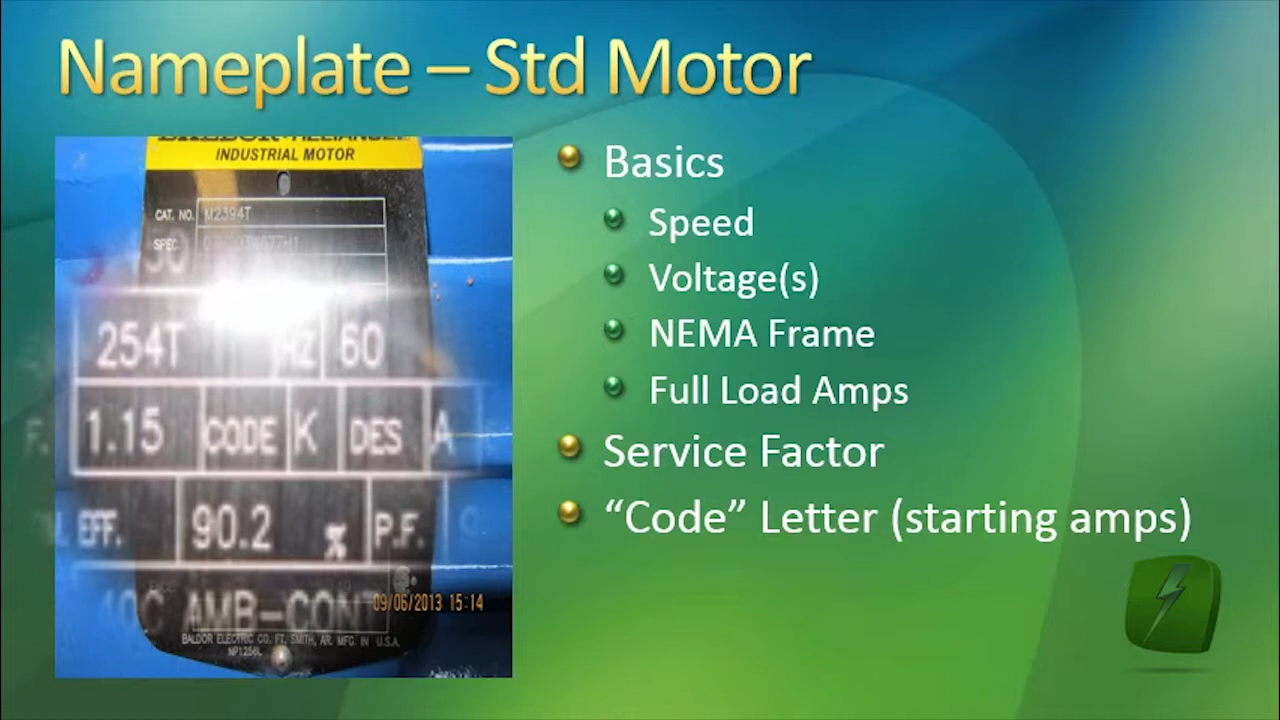 Nameplate – Std Motor
INDUSTRIAL MOTOR
CAT. NO. M2394T
SPEC.
254T HZ 60
1.15 CODE K DES A
EFF. 90.2 % P.F.
40C AMB-CONT
09/06/2013 15:14
BALDOR ELECTRIC CO. FT. SMITH, AR. MFG. IN U.S.A.
NP1256L
Basics
Speed
Voltage(s)
NEMA Frame
Full Load Amps
Service Factor
“Code” Letter (starting amps)